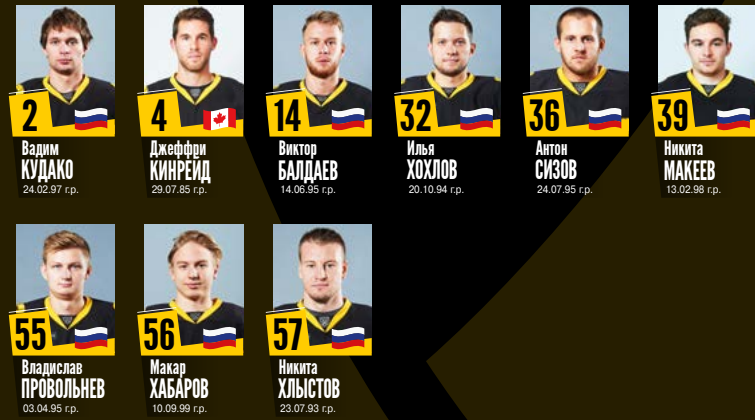 2
Вадим
КУДАКО
24.02.97 г.р.
4
Джеффри
КИНРЕЙД
29.07.85 г.р.
14
Виктор
БАЛДАЕВ
14.06.95 г.р.
32
Илья
ХОХЛОВ
20.10.94 г.р.
36
Антон
СИЗОВ
24.07.95 г.р.
39
Никита
МАКЕЕВ
13.02.98 г.р.
55
Владислав
ПРОВОЛЬНЕВ
03.04.95 г.р.
56
Макар
ХАБАРОВ
10.09.99 г.р.
57
Никита
ХЛЫСТОВ
23.07.93 г.р.